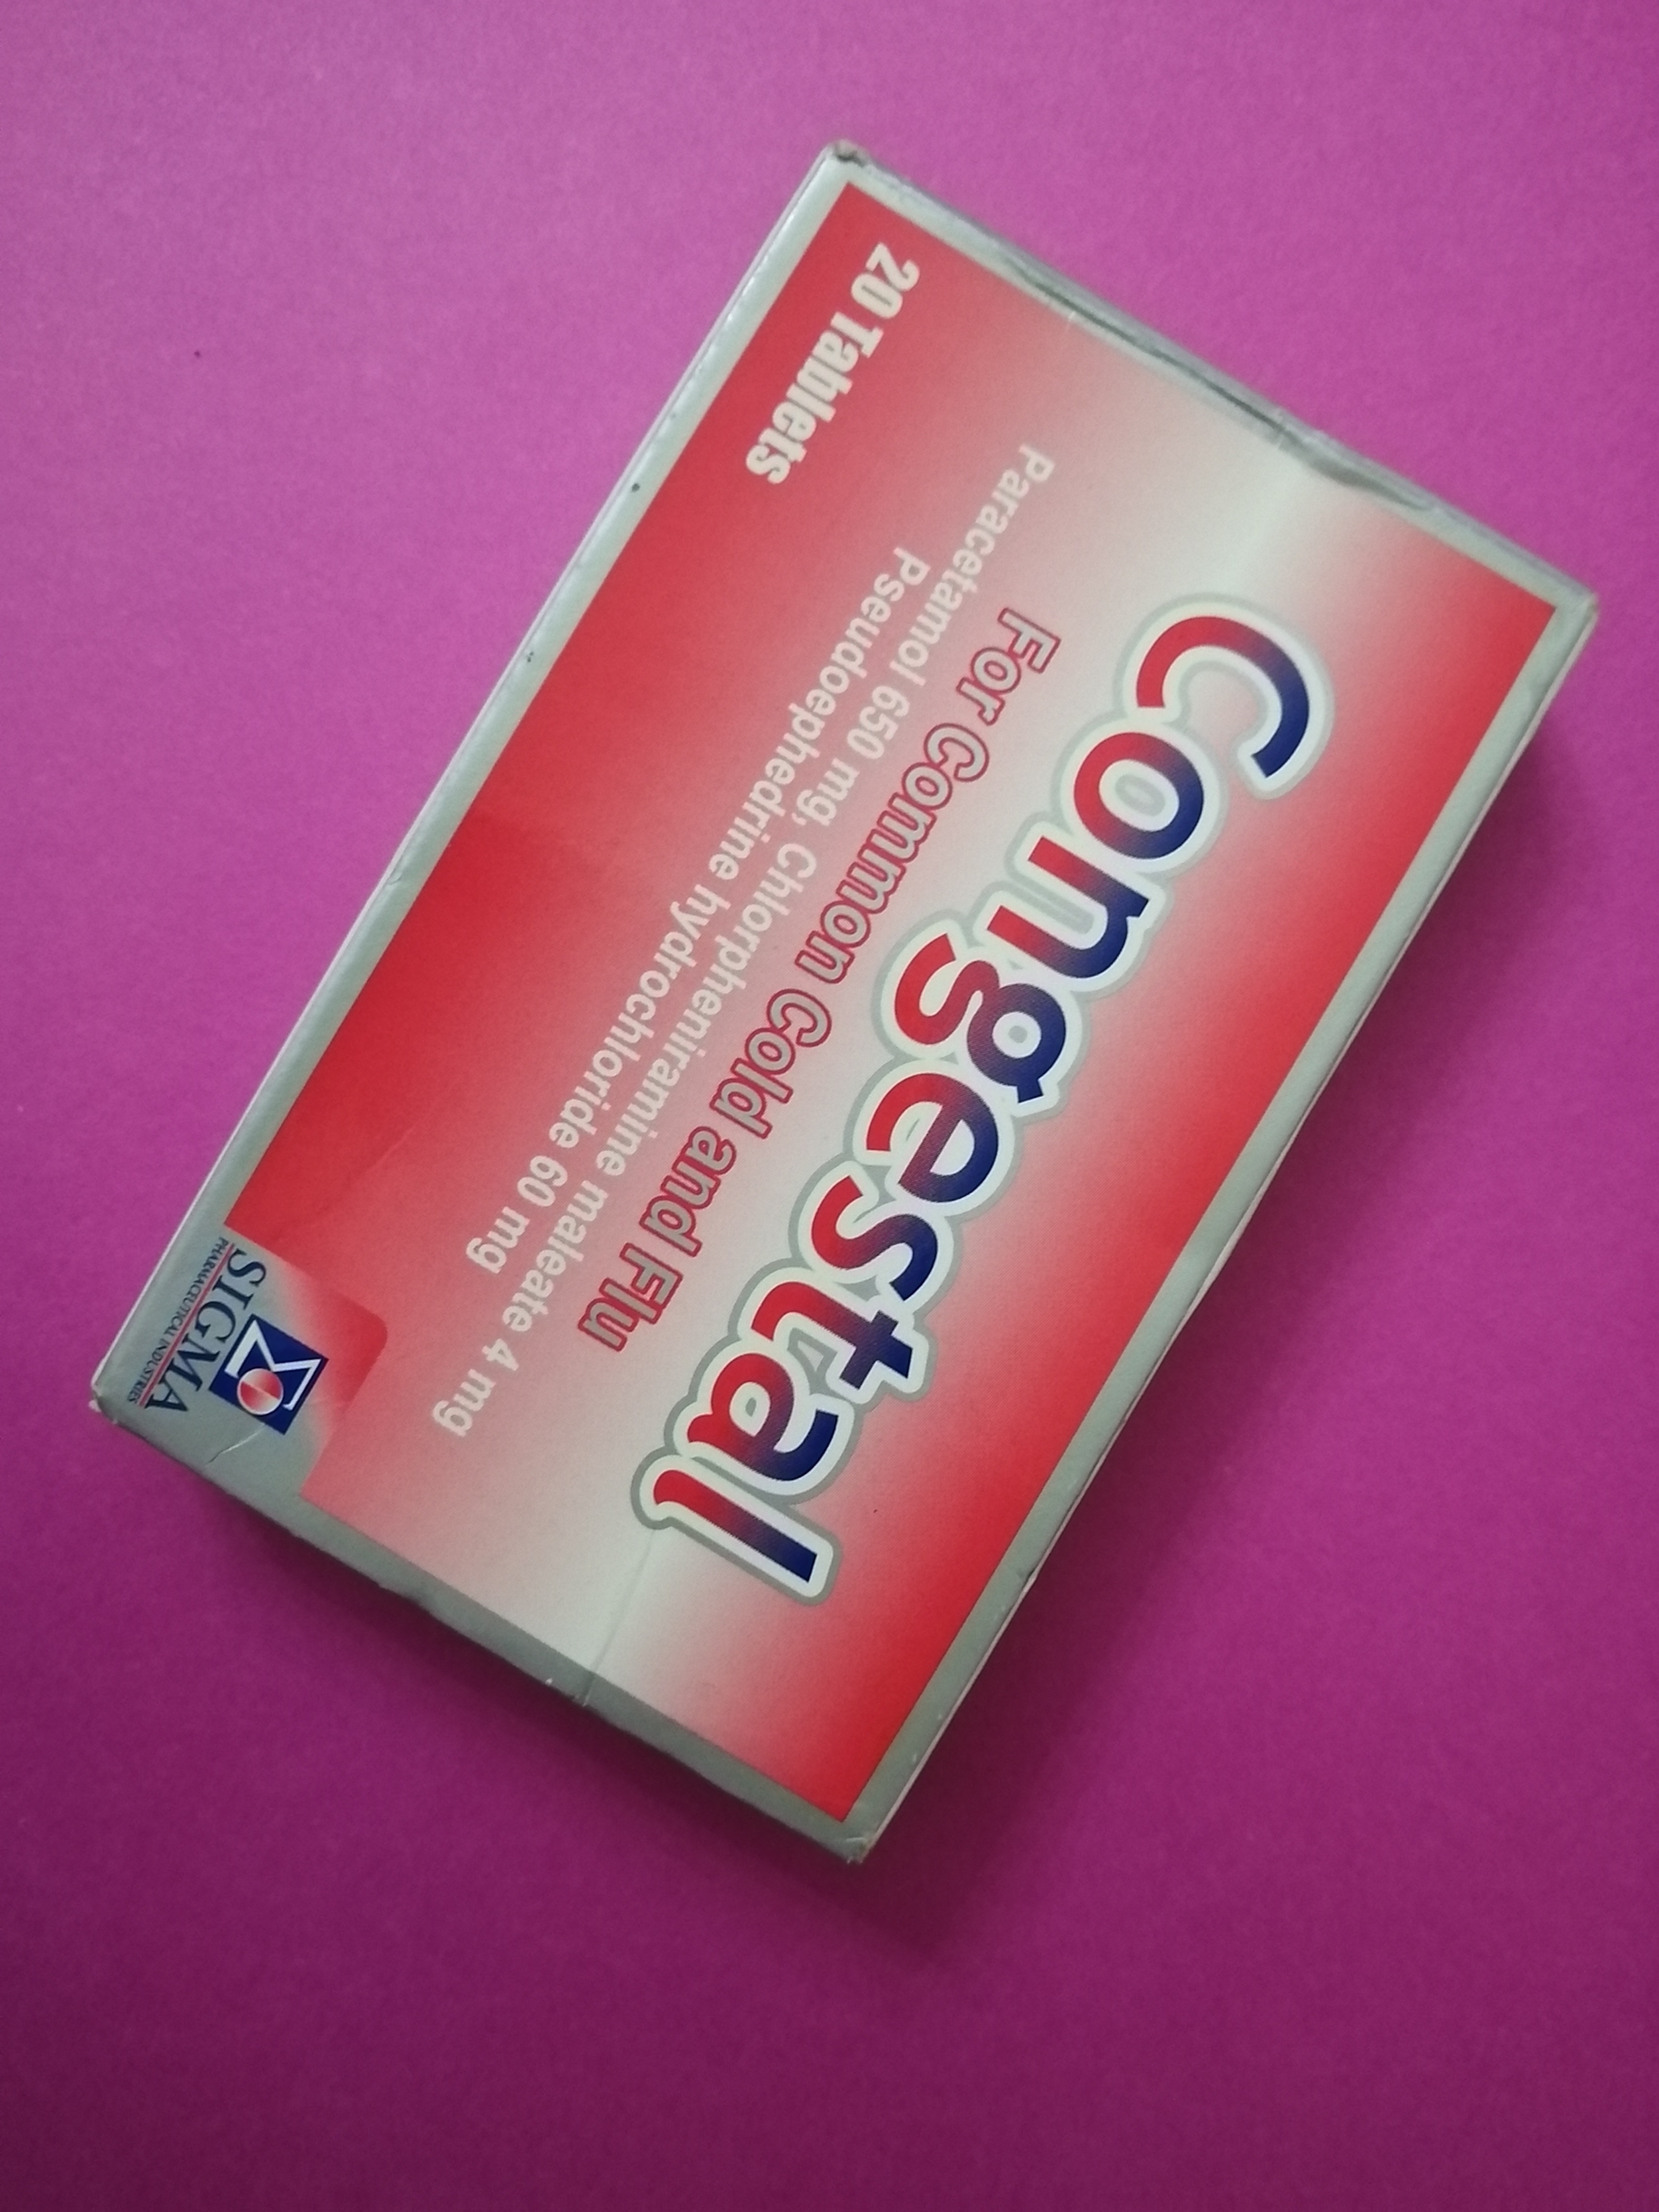 Congestal
For Common Cold and Flu
Paracetamol 650 mg, Chlorpheniramine maleate 4 mg
Pseudoephedrine hydrochloride 60 mg
20 Tablets
SIGMA
PHARMACEUTICAL INDUSTRIES